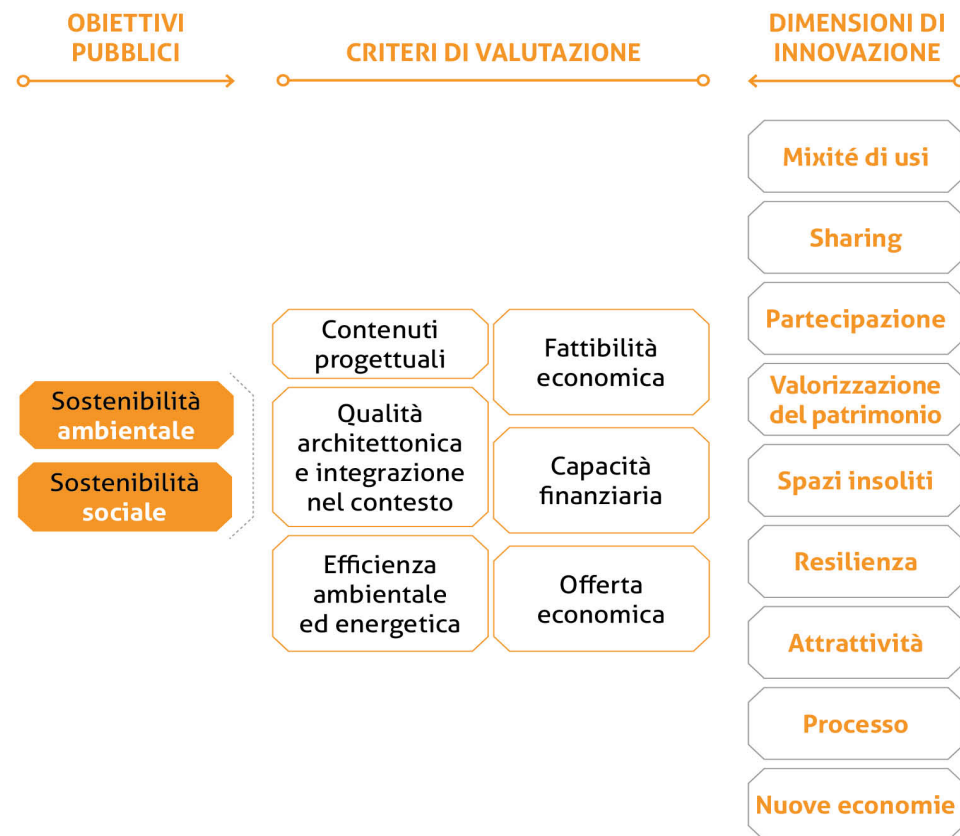 OBIETTIVI
PUBBLICI
Sostenibilità
ambientale
Sostenibilità
sociale
CRITERI DI VALUTAZIONE
Contenuti
progettuali
Qualità
architettonica
e integrazione
nel contesto
Efficienza
ambientale
ed energetica
Fattibilità
economica
Capacità
finanziaria
Offerta
economica
DIMENSIONI DI
INNOVAZIONE
Mixité di usi
Sharing
Partecipazione
Valorizzazione
del patrimonio
Spazi insoliti
Resilienza
Attrattività
Processo
Nuove economie